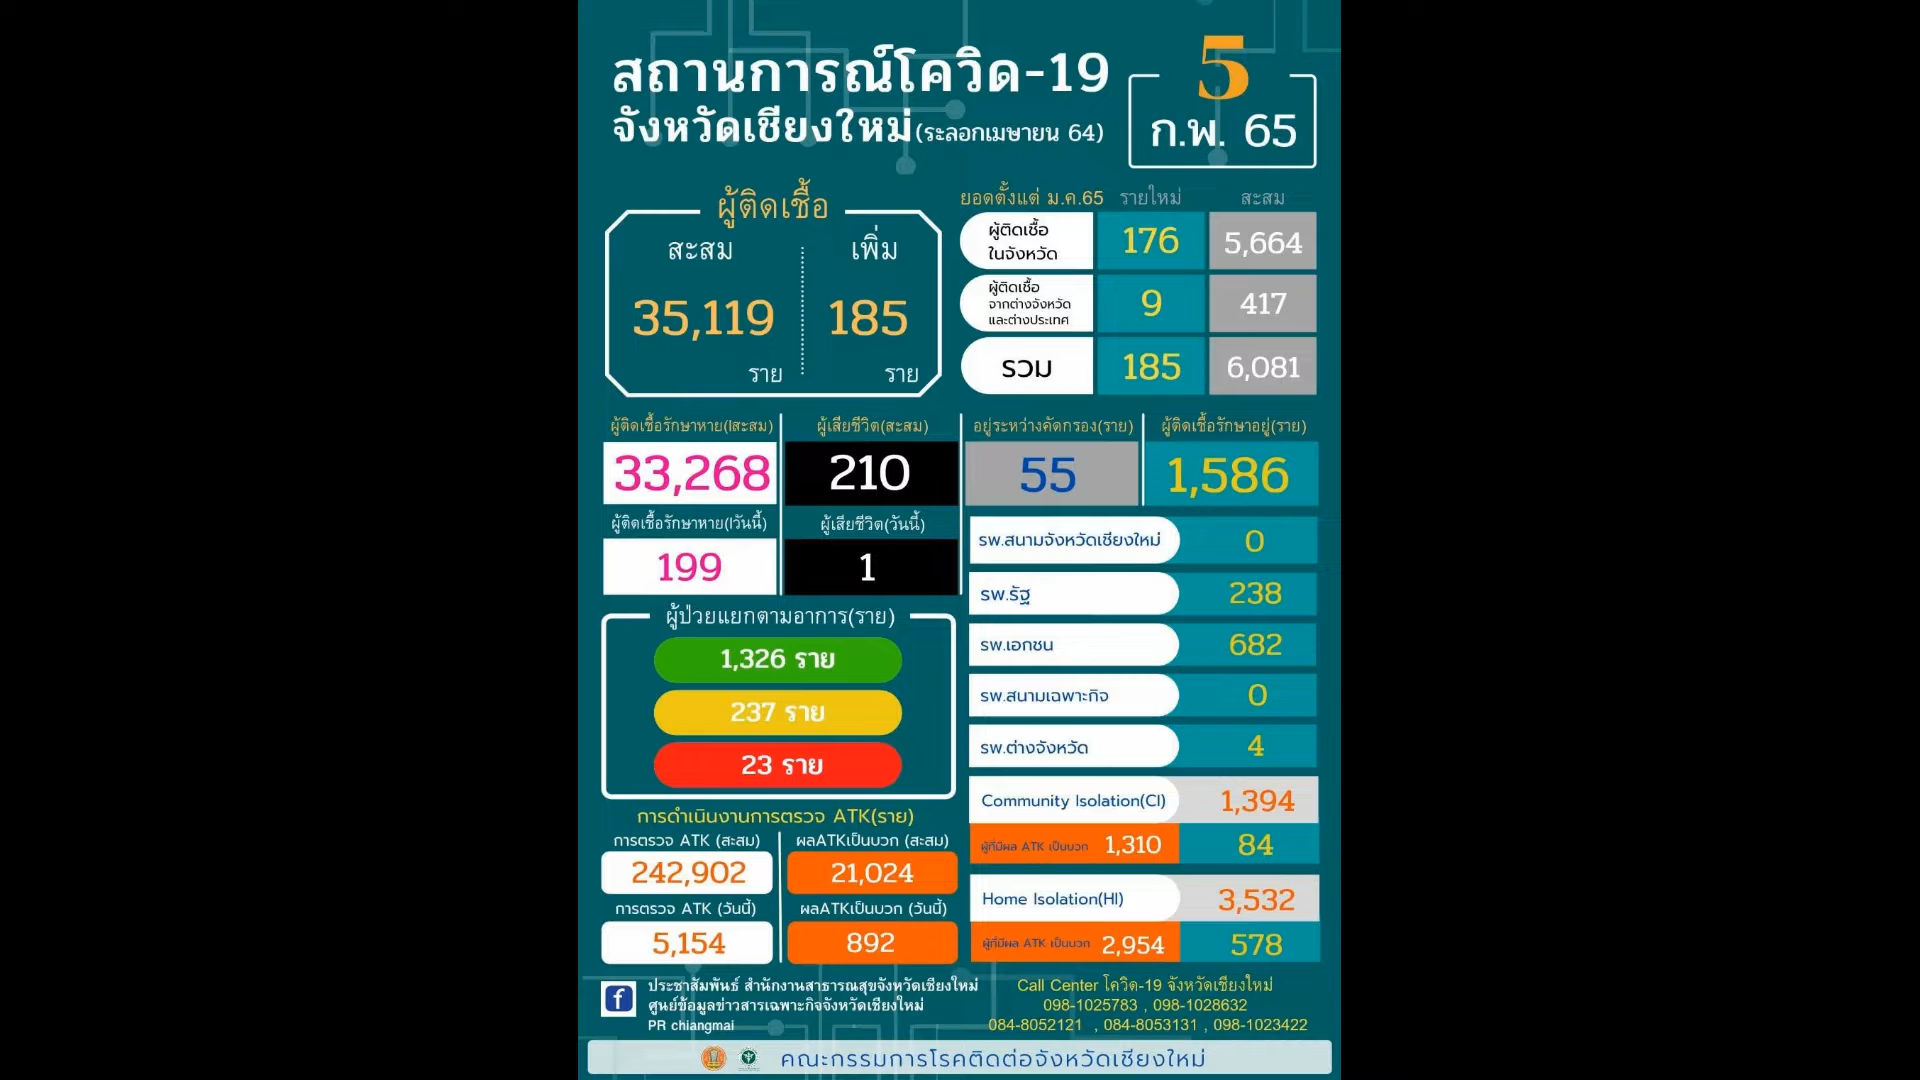 สถานการณ์โควิด-19
จังหวัดเชียงใหม่(ระลอกเมษายน 64)
5
ก.พ. 65
ผู้ติดเชื้อ
สะสม
เพิ่ม
35,119
185
ราย
ราย
ยอดตั้งแต่ ม.ค.65 รายใหม่ สะสม
ผู้ติดเชื้อ
ในจังหวัด
176
5,664
ผู้ติดเชื้อ
จากต่างจังหวัด
และต่างประเทศ
9
417
รวม
185
6,081
ผู้ติดเชื้อรักษาหาย(lสะสม)
33,268
ผู้เสียชีวิต(สะสม)
210
อยู่ระหว่างคัดกรอง(ราย)
55
ผู้ติดเชื้อรักษาอยู่(ราย)
1,586
ผู้ติดเชื้อรักษาหาย(lวันนี้)
199
ผู้เสียชีวิต(วันนี้)
1
ผู้ป่วยแยกตามอาการ(ราย)
1,326 ราย
237 ราย
23 ราย
รพ.สนามจังหวัดเชียงใหม่ 0
รพ.รัฐ 238
รพ.เอกชน 682
รพ.สนามเฉพาะกิจ 0
รพ.ต่างจังหวัด 4
Community Isolation(CI) 1,394
ผู้ที่มีผล ATK เป็นบวก 1,310 84
Home Isolation(HI) 3,532
ผู้ที่มีผล ATK เป็นบวก 2,954 578
การดำเนินงานการตรวจ ATK(ราย)
การตรวจ ATK (สะสม)
242,902
ผลATKเป็นบวก (สะสม)
21,024
การตรวจ ATK (วันนี้)
5,154
ผลATKเป็นบวก (วันนี้)
892
ประชาสัมพันธ์ สำนักงานสาธารณสุขจังหวัดเชียงใหม่
ศูนย์ข้อมูลข่าวสารเฉพาะกิจจังหวัดเชียงใหม่
PR chiangmai
Call Center โควิด-19 จังหวัดเชียงใหม่
098-1025783 , 098-1028632
084-8052121 , 084-8053131 , 098-1023422
คณะกรรมการโรคติดต่อจังหวัดเชียงใหม่